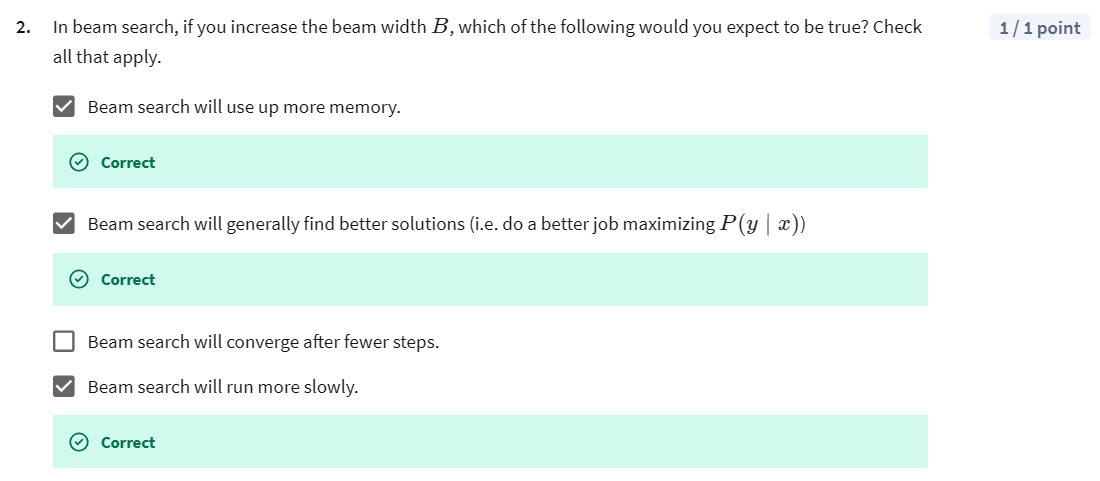 2. In beam search, if you increase the beam width B, which of the following would you expect to be true? Check 1 / 1 point
all that apply.
Beam search will use up more memory.
Correct
Beam search will generally find better solutions (i.e. do a better job maximizing P(y | x))
Correct
Beam search will converge after fewer steps.
Beam search will run more slowly.
Correct